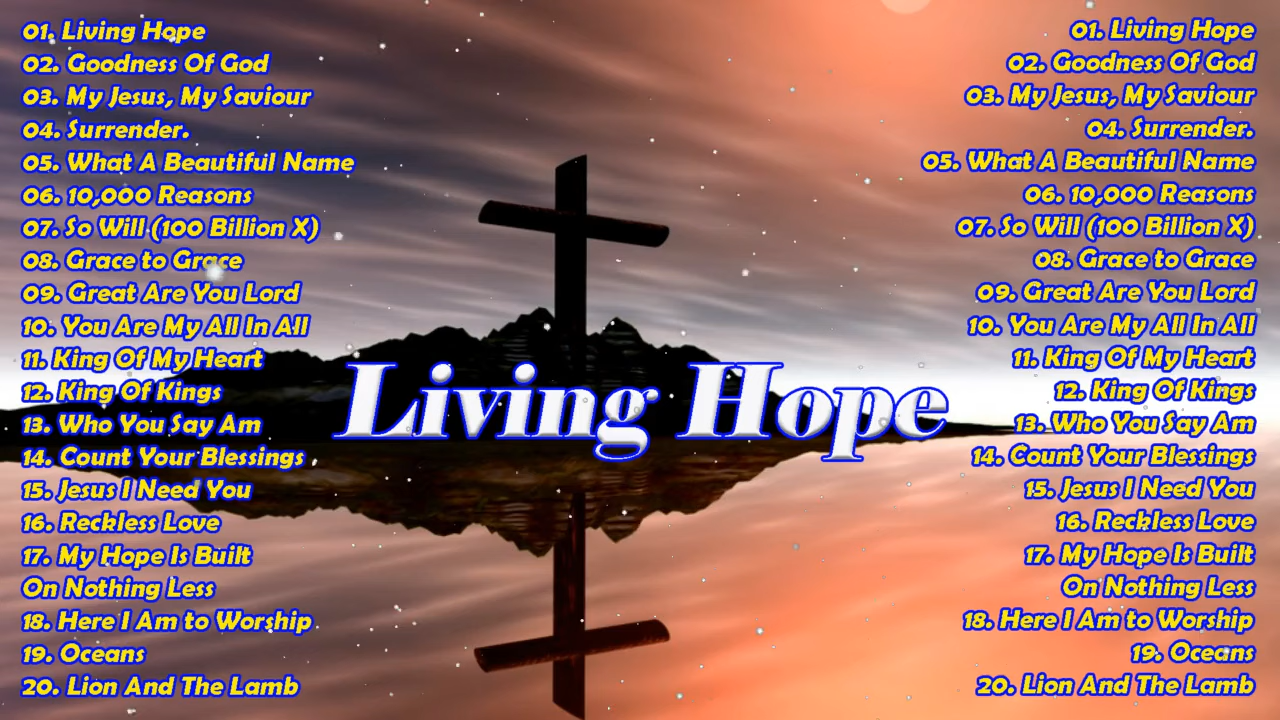 01. Living Hope
02. Goodness Of God
03. My Jesus, My Saviour
04. Surrender.
05. What A Beautiful Name
06. 10,000 Reasons
07. So Will (100 Billion X)
08. Grace to Grace
09. Great Are You Lord
10. You Are My All In All
11. King Of My Heart
12. King Of Kings
13. Who You Say Am
14. Count Your Blessings
15. Jesus I Need You
16. Reckless Love
17. My Hope Is Built
On Nothing Less
18. Here I Am to Worship
19. Oceans
20. Lion And The Lamb
Living Hope
01. Living Hope
02. Goodness Of God
03. My Jesus, My Saviour
04. Surrender.
05. What A Beautiful Name
06. 10,000 Reasons
07. So Will (100 Billion X)
08. Grace to Grace
09. Great Are You Lord
10. You Are My All In All
11. King Of My Heart
12. King Of Kings
13. Who You Say Am
14. Count Your Blessings
15. Jesus I Need You
16. Reckless Love
17. My Hope Is Built
On Nothing Less
18. Here I Am to Worship
19. Oceans
20. Lion And The Lamb